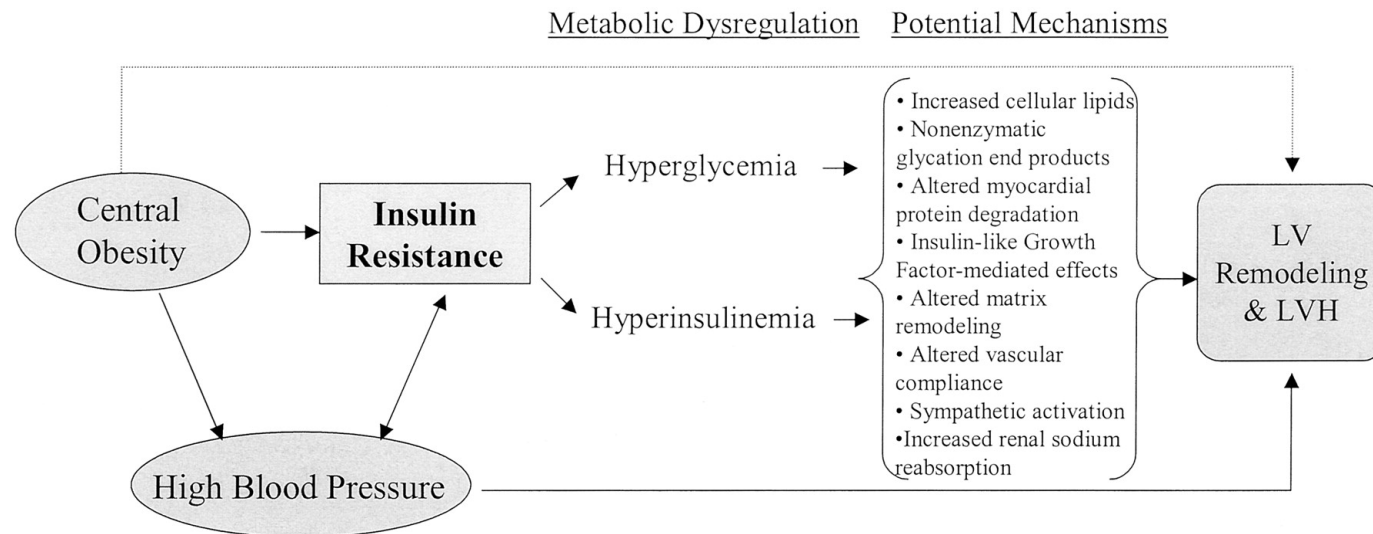 Metabolic Dysregulation Potential Mechanisms
Central
Obesity
Insulin
Resistance
Hyperglycemia
Hyperinsulinemia
High Blood Pressure
• Increased cellular lipids
• Nonenzymatic
glycation end products
• Altered myocardial
protein degradation
• Insulin-like Growth
Factor-mediated effects
• Altered matrix
remodeling
• Altered vascular
compliance
• Sympathetic activation
•Increased renal sodium
reabsorption
LV
Remodeling
& LVH